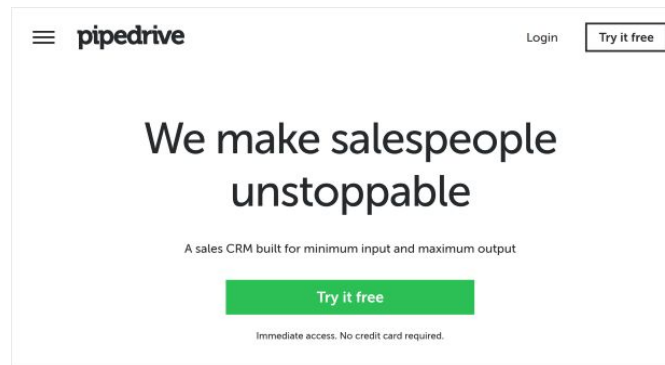 pipedrive
Login
Try it free
We make salespeople
unstoppable
A sales CRM built for minimum input and maximum output
Try it free
Immediate access. No credit card required.